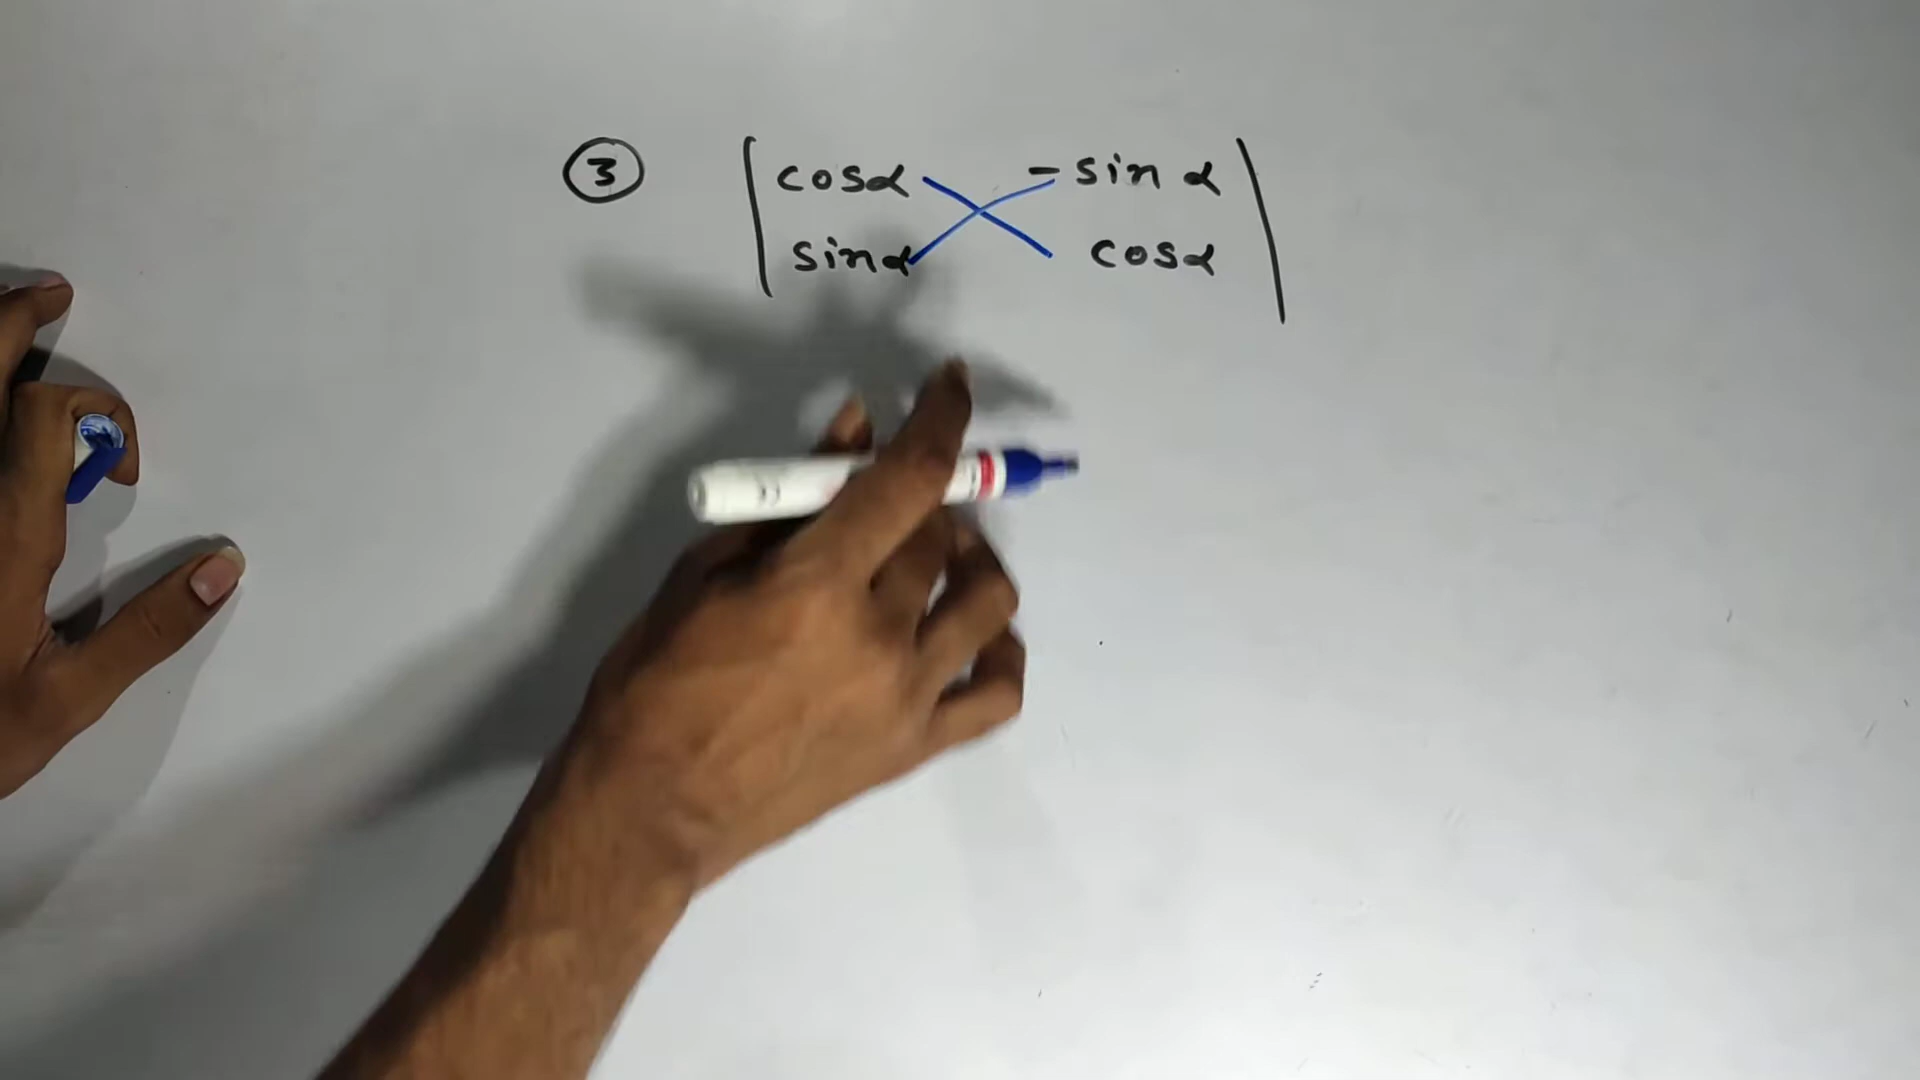 ③ | cosα -sin α |
sinα cosα